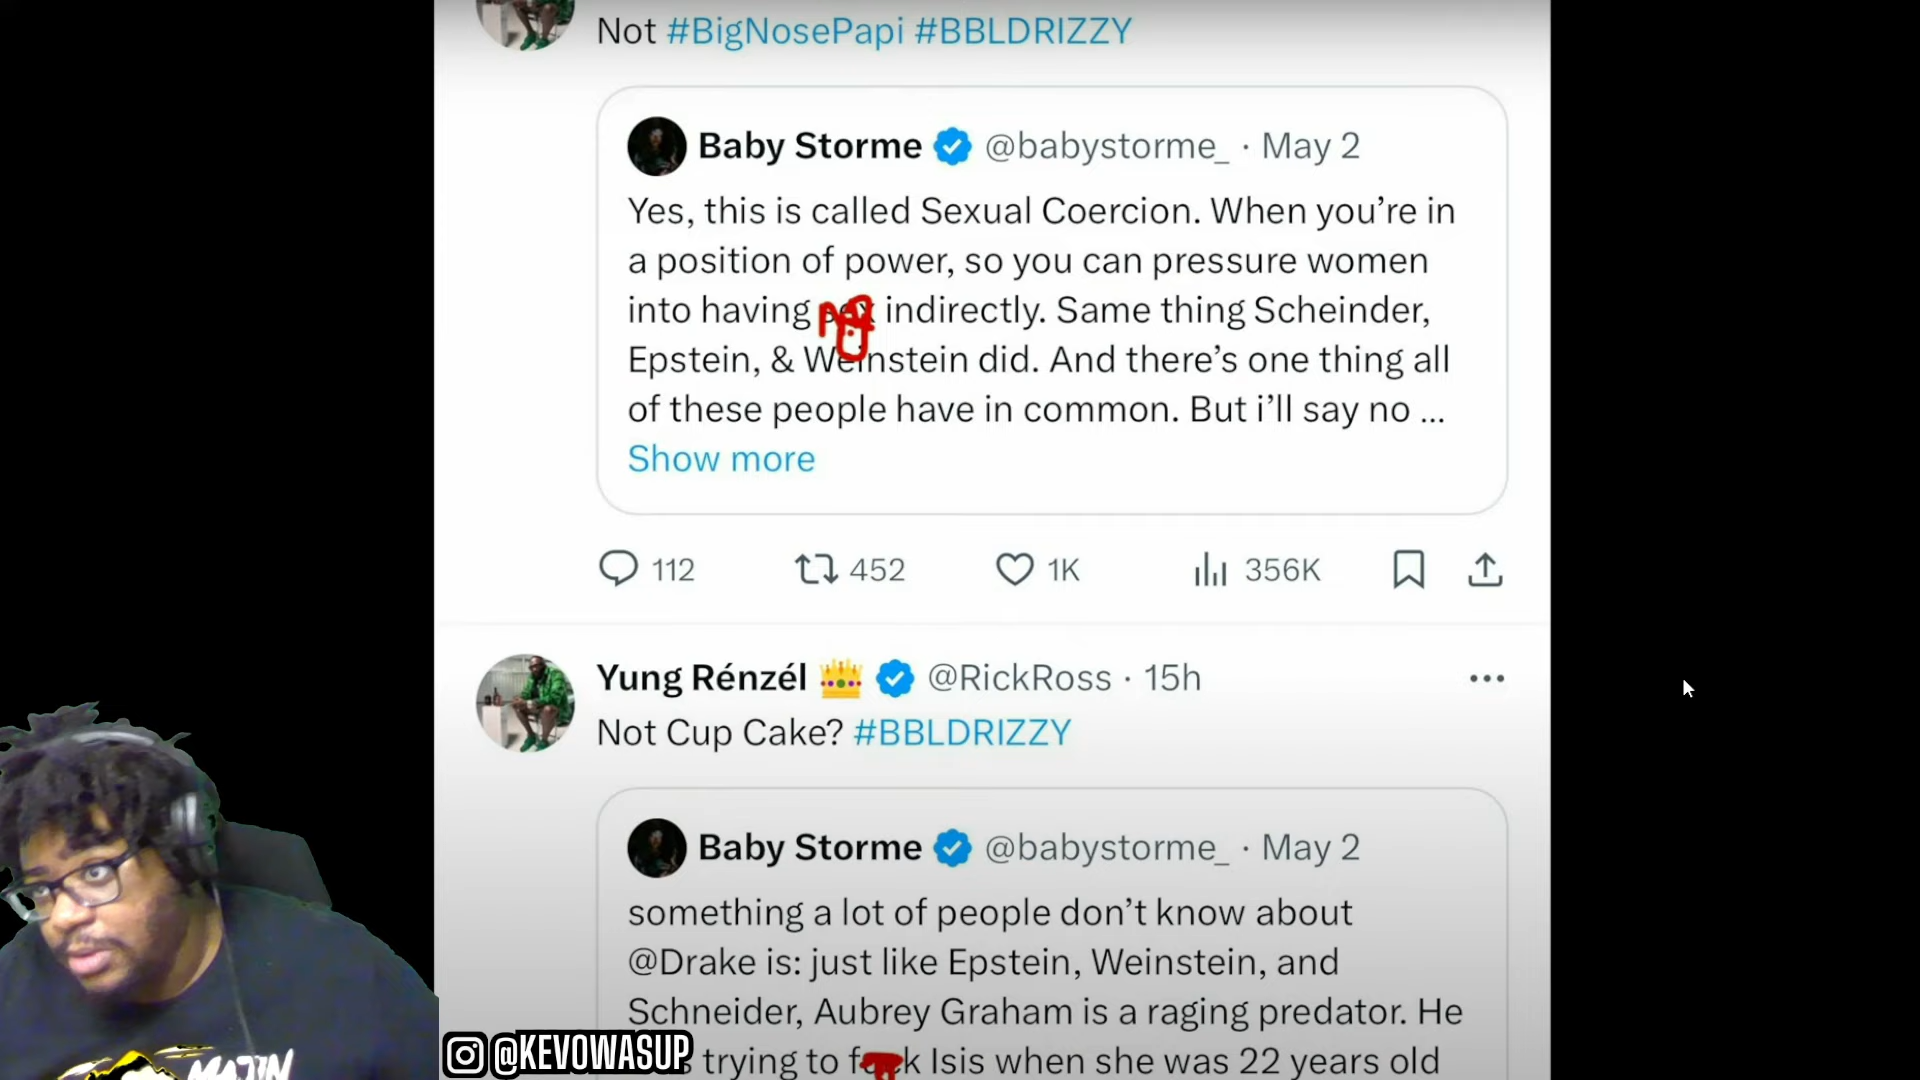 Not #BigNosePapi #BBLDRIZZY
Baby Storme @babystorme_ · May 2
Yes, this is called Sexual Coercion. When you're in
a position of power, so you can pressure women
into having sex indirectly. Same thing Scheinder,
Epstein, & Weinstein did. And there's one thing all
of these people have in common. But i'll say no ...
Show more
112 452 1K 356K
Yung Rénzél @RickRoss · 15h
Not Cup Cake? #BBLDRIZZY
Baby Storme @babystorme_ · May 2
something a lot of people don't know about
@Drake is: just like Epstein, Weinstein, and
Schneider, Aubrey Graham is a raging predator. He
trying to Isis when she was 22 years old
@KEVOWASUP
MAJIN